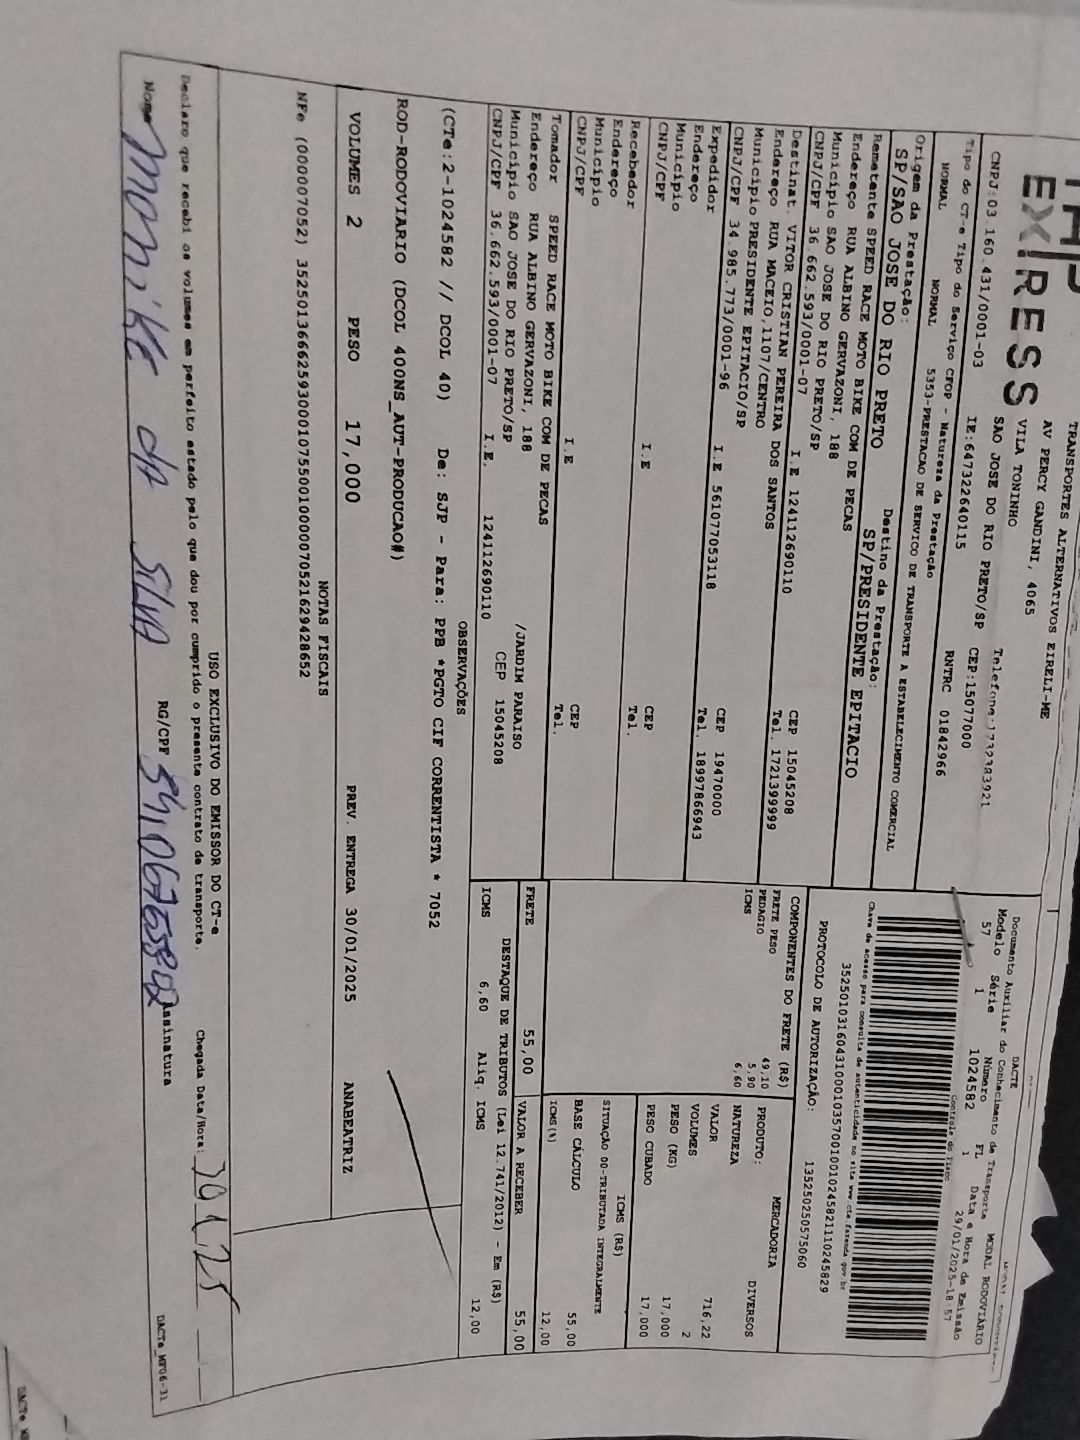 EXPRESS
TRANSPORTES ALTERNATIVOS EIRELI-ME
AV PERCY GANDINI, 4065
VILA TONINHO
SAO JOSE DO RIO PRETO/SP CEP:15077000
CNPJ:03.160.431/0001-03 IE:647322640115
Tipo do CT-e Tipo do Serviço CFOP - Natureza da Prestação RNTRC 01842966
NORMAL NORMAL 5353-PRESTACAO DE SERVICO DE TRANSPORTE A ESTABELECIMENTO COMERCIAL
Origem da Prestação: Destino da Prestação:
SP/SAO JOSE DO RIO PRETO SP/PRESIDENTE EPITACIO
Remetente SPEED RACE MOTO BIKE COM DE PECAS
Endereço RUA ALBINO GERVAZONI, 188
Município SAO JOSE DO RIO PRETO/SP CEP 15045208
CNPJ/CPF 36.662.593/0001-07 I.E 124112690110 Tel. 1721399999
Destinat. VITOR CRISTIAN PEREIRA DOS SANTOS
Endereço RUA MACEIO,1107/CENTRO
Município PRESIDENTE EPITACIO/SP CEP 19470000
CNPJ/CPF 34.985.773/0001-96 I.E 561077053118 Tel. 18997866943
Expedidor
Endereço
Município CEP
CNPJ/CPF I.E Tel.
Recebedor
Endereço
Município CEP
CNPJ/CPF I.E Tel.
Tomador SPEED RACE MOTO BIKE COM DE PECAS
Endereço RUA ALBINO GERVAZONI, 188 /JARDIM PARAISO
Município SAO JOSE DO RIO PRETO/SP CEP 15045208
CNPJ/CPF 36.662.593/0001-07 I.E. 124112690110
DACTE
Documento Auxiliar do Conhecimento de Transporte MODAL RODOVIÁRIO
Modelo Série Número FL Data e Hora de Emissão
57 1 1024582 1 29/01/2025-18:57
Controle do Fisco
Chave de acesso para consulta de autenticidade no site www.cte.fazenda.gov.br
PROTOCOLO DE AUTORIZAÇÃO: 135250250575060
COMPONENTES DO FRETE (R$)
FRETE PESO 49,10
PEDAGIO 5,90
ICMS 6,60
MERCADORIA
PRODUTO: DIVERSOS
NATUREZA
VALOR 716,22
VOLUMES 2
PESO (KG) 17,000
PESO CUBADO 17,000
ICMS (R$)
SITUAÇÃO 00-TRIBUTADA INTEGRALMENTE
BASE CÁLCULO 55,00
ICMS(%) 12,00
FRETE 55,00 VALOR A RECEBER 55,00
DESTAQUE DE TRIBUTOS (Lei 12.741/2012) - Em (R$)
ICMS 6,60 Aliq. ICMS 12,00
OBSERVAÇÕES
(CTe:2-1024582 // DCOL 40) De: SJP - Para: PPB *PGTO CIF CORRENTISTA * 7052
ROD-RODOVIARIO (DCOL 400NS_AUT-PRODUCAO#)
VOLUMES 2 PESO 17,000 PREV. ENTREGA 30/01/2025 ANABEATRIZ
NOTAS FISCAIS
USO EXCLUSIVO DO EMISSOR DO CT-e
Declaro que recebi os volumes em perfeito estado pelo que dou por cumprido o presente contrato de transporte. Chegada Data/Hora:
Nome da Silva RG/CPF Assinatura
DACTe_MF06-31